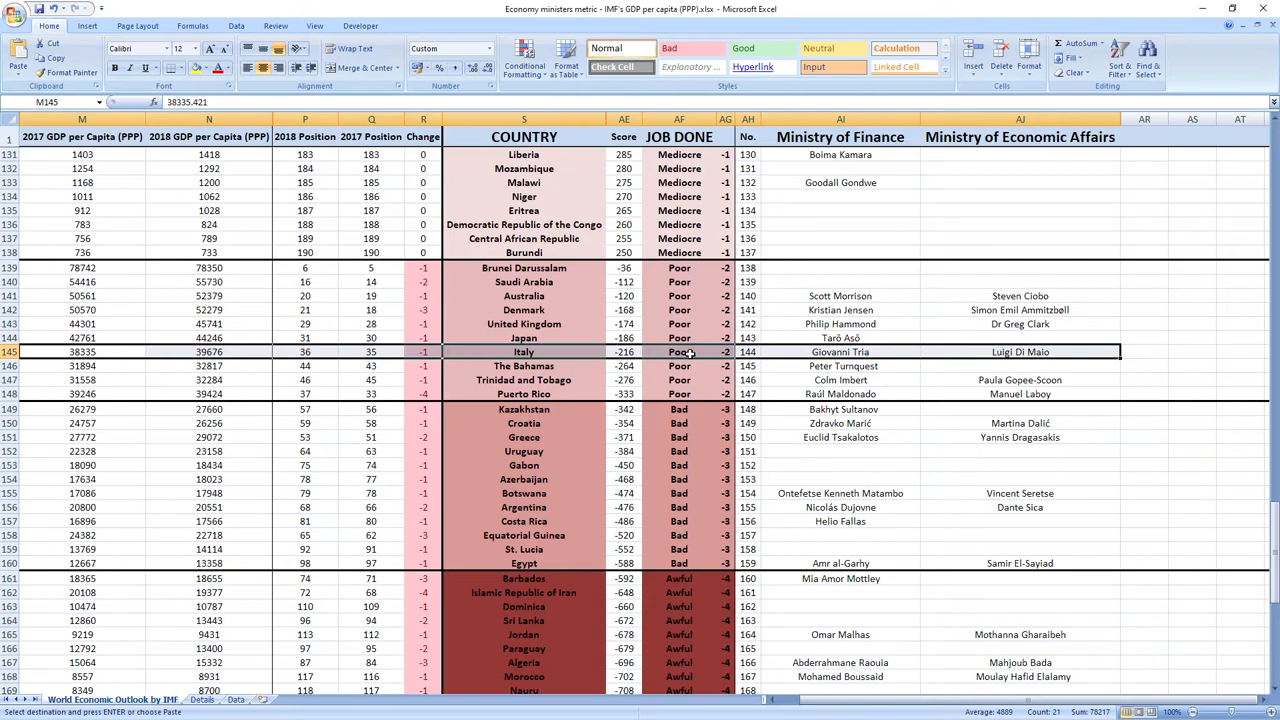 Economy ministers metric - IMF's GDP per capita (PPP).xlsx - Microsoft Excel
Home Insert Page Layout Formulas Data Review View Developer
Paste Cut Copy Format Painter Clipboard
Calibri 12 B I U A Font
Wrap Text Merge & Center Alignment
Custom % Number
Conditional Formatting Format as Table Normal Bad Good Neutral Calculation
Check Cell Explanatory ... Hyperlink Input Linked Cell Styles
Insert Delete Format Cells
AutoSum Fill Clear Sort & Filter Find & Select Editing
M145 38335.421
M N P Q R S AE AF AG AH AI AJ AR AS AT
1 2017 GDP per Capita (PPP) 2018 GDP per Capita (PPP) 2018 Position 2017 Position Change COUNTRY Score JOB DONE No. Ministry of Finance Ministry of Economic Affairs
131 1403 1418 183 183 0 Liberia 285 Mediocre -1 130 Boima Kamara
132 1254 1292 184 184 0 Mozambique 280 Mediocre -1 131
133 1168 1200 185 185 0 Malawi 275 Mediocre -1 132 Goodall Gondwe
134 1011 1062 186 186 0 Niger 270 Mediocre -1 133
135 912 1028 187 187 0 Eritrea 265 Mediocre -1 134
136 783 824 188 188 0 Democratic Republic of the Congo 260 Mediocre -1 135
137 756 789 189 189 0 Central African Republic 255 Mediocre -1 136
138 736 733 190 190 0 Burundi 250 Mediocre -1 137
139 78742 78350 6 5 -1 Brunei Darussalam -36 Poor -2 138
140 54416 55730 16 14 -2 Saudi Arabia -112 Poor -2 139
141 50561 52379 20 19 -1 Australia -120 Poor -2 140 Scott Morrison Steven Ciobo
142 50570 51379 21 18 -3 Denmark -168 Poor -2 141 Kristian Jensen Simon Emil Ammitzbøll
143 44301 45741 29 28 -1 United Kingdom -174 Poor -2 142 Philip Hammond Dr Greg Clark
144 42761 44246 31 30 -1 Japan -186 Poor -2 143 Tarō Asō
145 38335 39676 36 35 -1 Italy -216 Poor -2 144 Giovanni Tria Luigi Di Maio
146 31894 32817 44 43 -1 The Bahamas -264 Poor -2 145 Peter Turnquest
147 31558 32284 46 45 -1 Trinidad and Tobago -276 Poor -2 146 Colm Imbert Paula Gopee-Scoon
148 39246 39424 37 33 -4 Puerto Rico -333 Poor -2 147 Raúl Maldonado Manuel Laboy
149 26279 27660 57 56 -1 Kazakhstan -342 Bad -3 148 Bakhyt Sultanov
150 24757 26256 59 58 -1 Croatia -354 Bad -3 149 Zdravko Marić Martina Dalić
151 27772 29072 53 51 -2 Greece -371 Bad -3 150 Euclid Tsakalotos Yannis Dragasakis
152 22328 23158 64 63 -1 Uruguay -384 Bad -3 151
153 18090 18434 75 74 -1 Gabon -450 Bad -3 152
154 17634 18023 78 77 -1 Azerbaijan -468 Bad -3 153
155 17086 17948 79 78 -1 Botswana -474 Bad -3 154 Ontefetse Kenneth Matambo Vincent Seretse
156 20800 20551 68 66 -2 Argentina -476 Bad -3 155 Nicolás Dujovne Dante Sica
157 16896 17566 81 80 -1 Costa Rica -486 Bad -3 156 Helio Fallas
158 24382 22718 65 62 -3 Equatorial Guinea -520 Bad -3 157
159 13769 14114 92 91 -1 St. Lucia -552 Bad -3 158
160 12667 13358 98 97 -1 Egypt -588 Bad -3 159 Amr al-Garhy Samir El-Sayiad
161 18365 18655 74 71 -3 Barbados -592 Awful -4 160 Mia Amor Mottley
162 20108 19377 72 68 -4 Islamic Republic of Iran -648 Awful -4 161
163 10474 10787 110 109 -1 Dominica -660 Awful -4 162
164 12860 13443 96 94 -2 Sri Lanka -672 Awful -4 163
165 9219 9431 113 112 -1 Jordan -678 Awful -4 164 Omar Malhas Mothanna Gharaibeh
166 12792 13400 97 95 -2 Paraguay -679 Awful -4 165
167 15064 15332 87 84 -3 Algeria -696 Awful -4 166 Abderrahmane Raouia Mahjoub Bada
168 8557 8931 117 116 -1 Morocco -702 Awful -4 167 Mohamed Boussaid Moulay Hafid Elalamy
169 8349 8700 118 117 -1 Nauru -708 Awful -4 168
World Economic Outlook by IMF Details Data
Select destination and press ENTER or choose Paste Average: 4889 Count: 21 Sum: 78217 100%